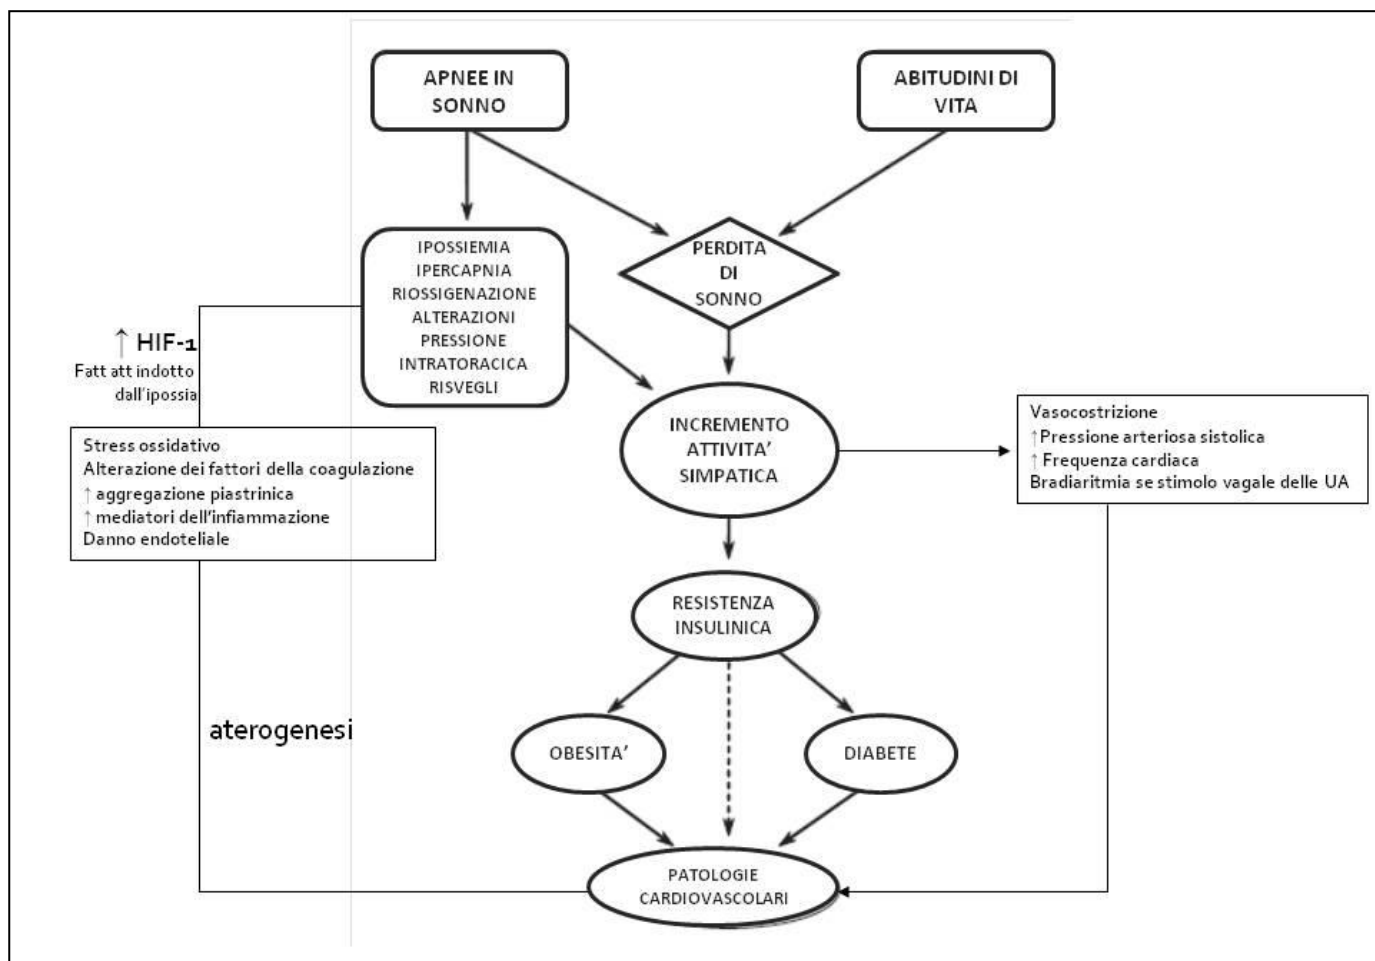 APNEE IN
SONNO
ABITUDINI DI
VITA
IPOSSIEMIA
IPERCAPNIA
RIOSSIGENAZIONE
ALTERAZIONI
PRESSIONE
INTRATORACICA
RISVEGLI
PERDITA
DI
SONNO
↑ HIF-1
Fatt att indotto
dall'ipossia
Stress ossidativo
Alterazione dei fattori della coagulazione
↑ aggregazione piastrinica
↑ mediatori dell'infiammazione
Danno endoteliale
INCREMENTO
ATTIVITA'
SIMPATICA
Vasocostrizione
↑Pressione arteriosa sistolica
↑ Frequenza cardiaca
Bradiaritmia se stimolo vagale delle UA
RESISTENZA
INSULINICA
aterogenesi
OBESITA'
DIABETE
PATOLOGIE
CARDIOVASCOLARI